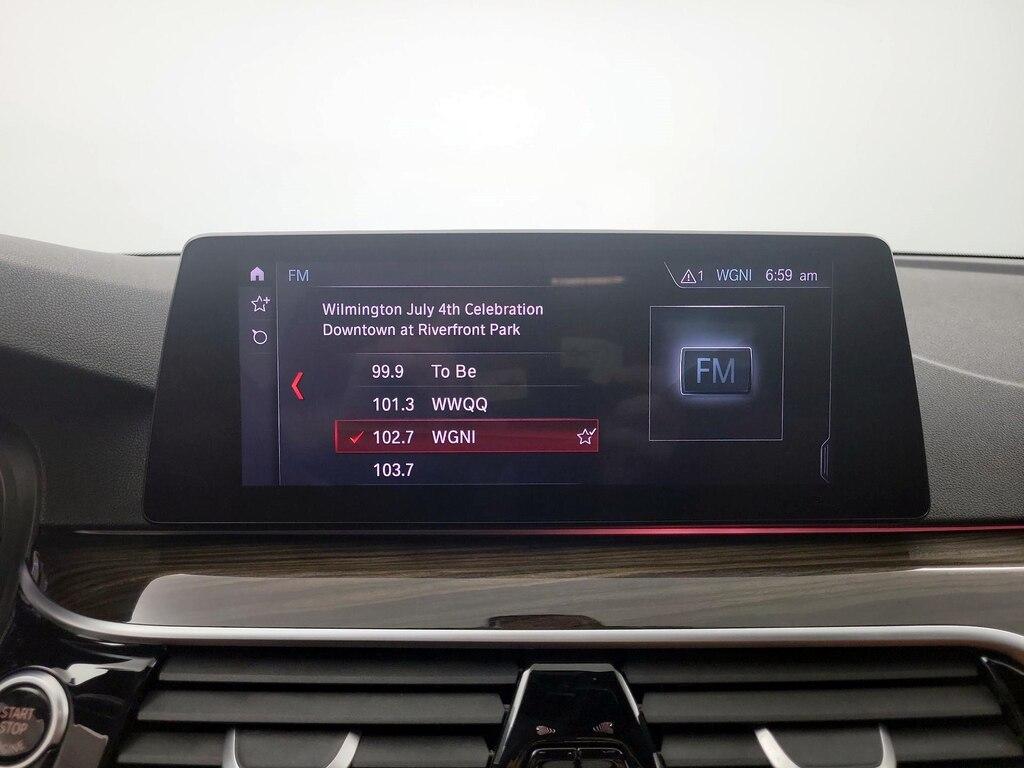 FM
1 WGNI 6:59 am
Wilmington July 4th Celebration
Downtown at Riverfront Park
99.9 To Be
101.3 WWQQ
102.7 WGNI
103.7
FM
START
STOP